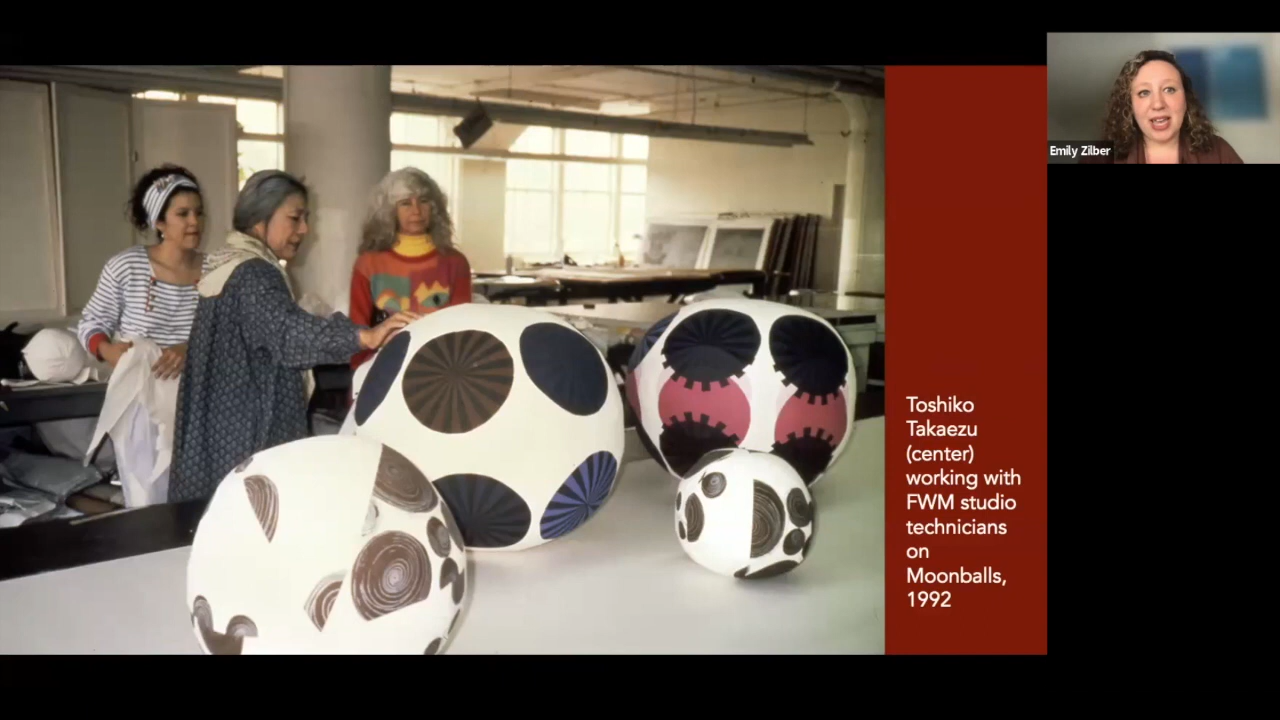 Emily Zilber
Toshiko
Takaezu
(center)
working with
FWM studio
technicians
on
Moonballs,
1992